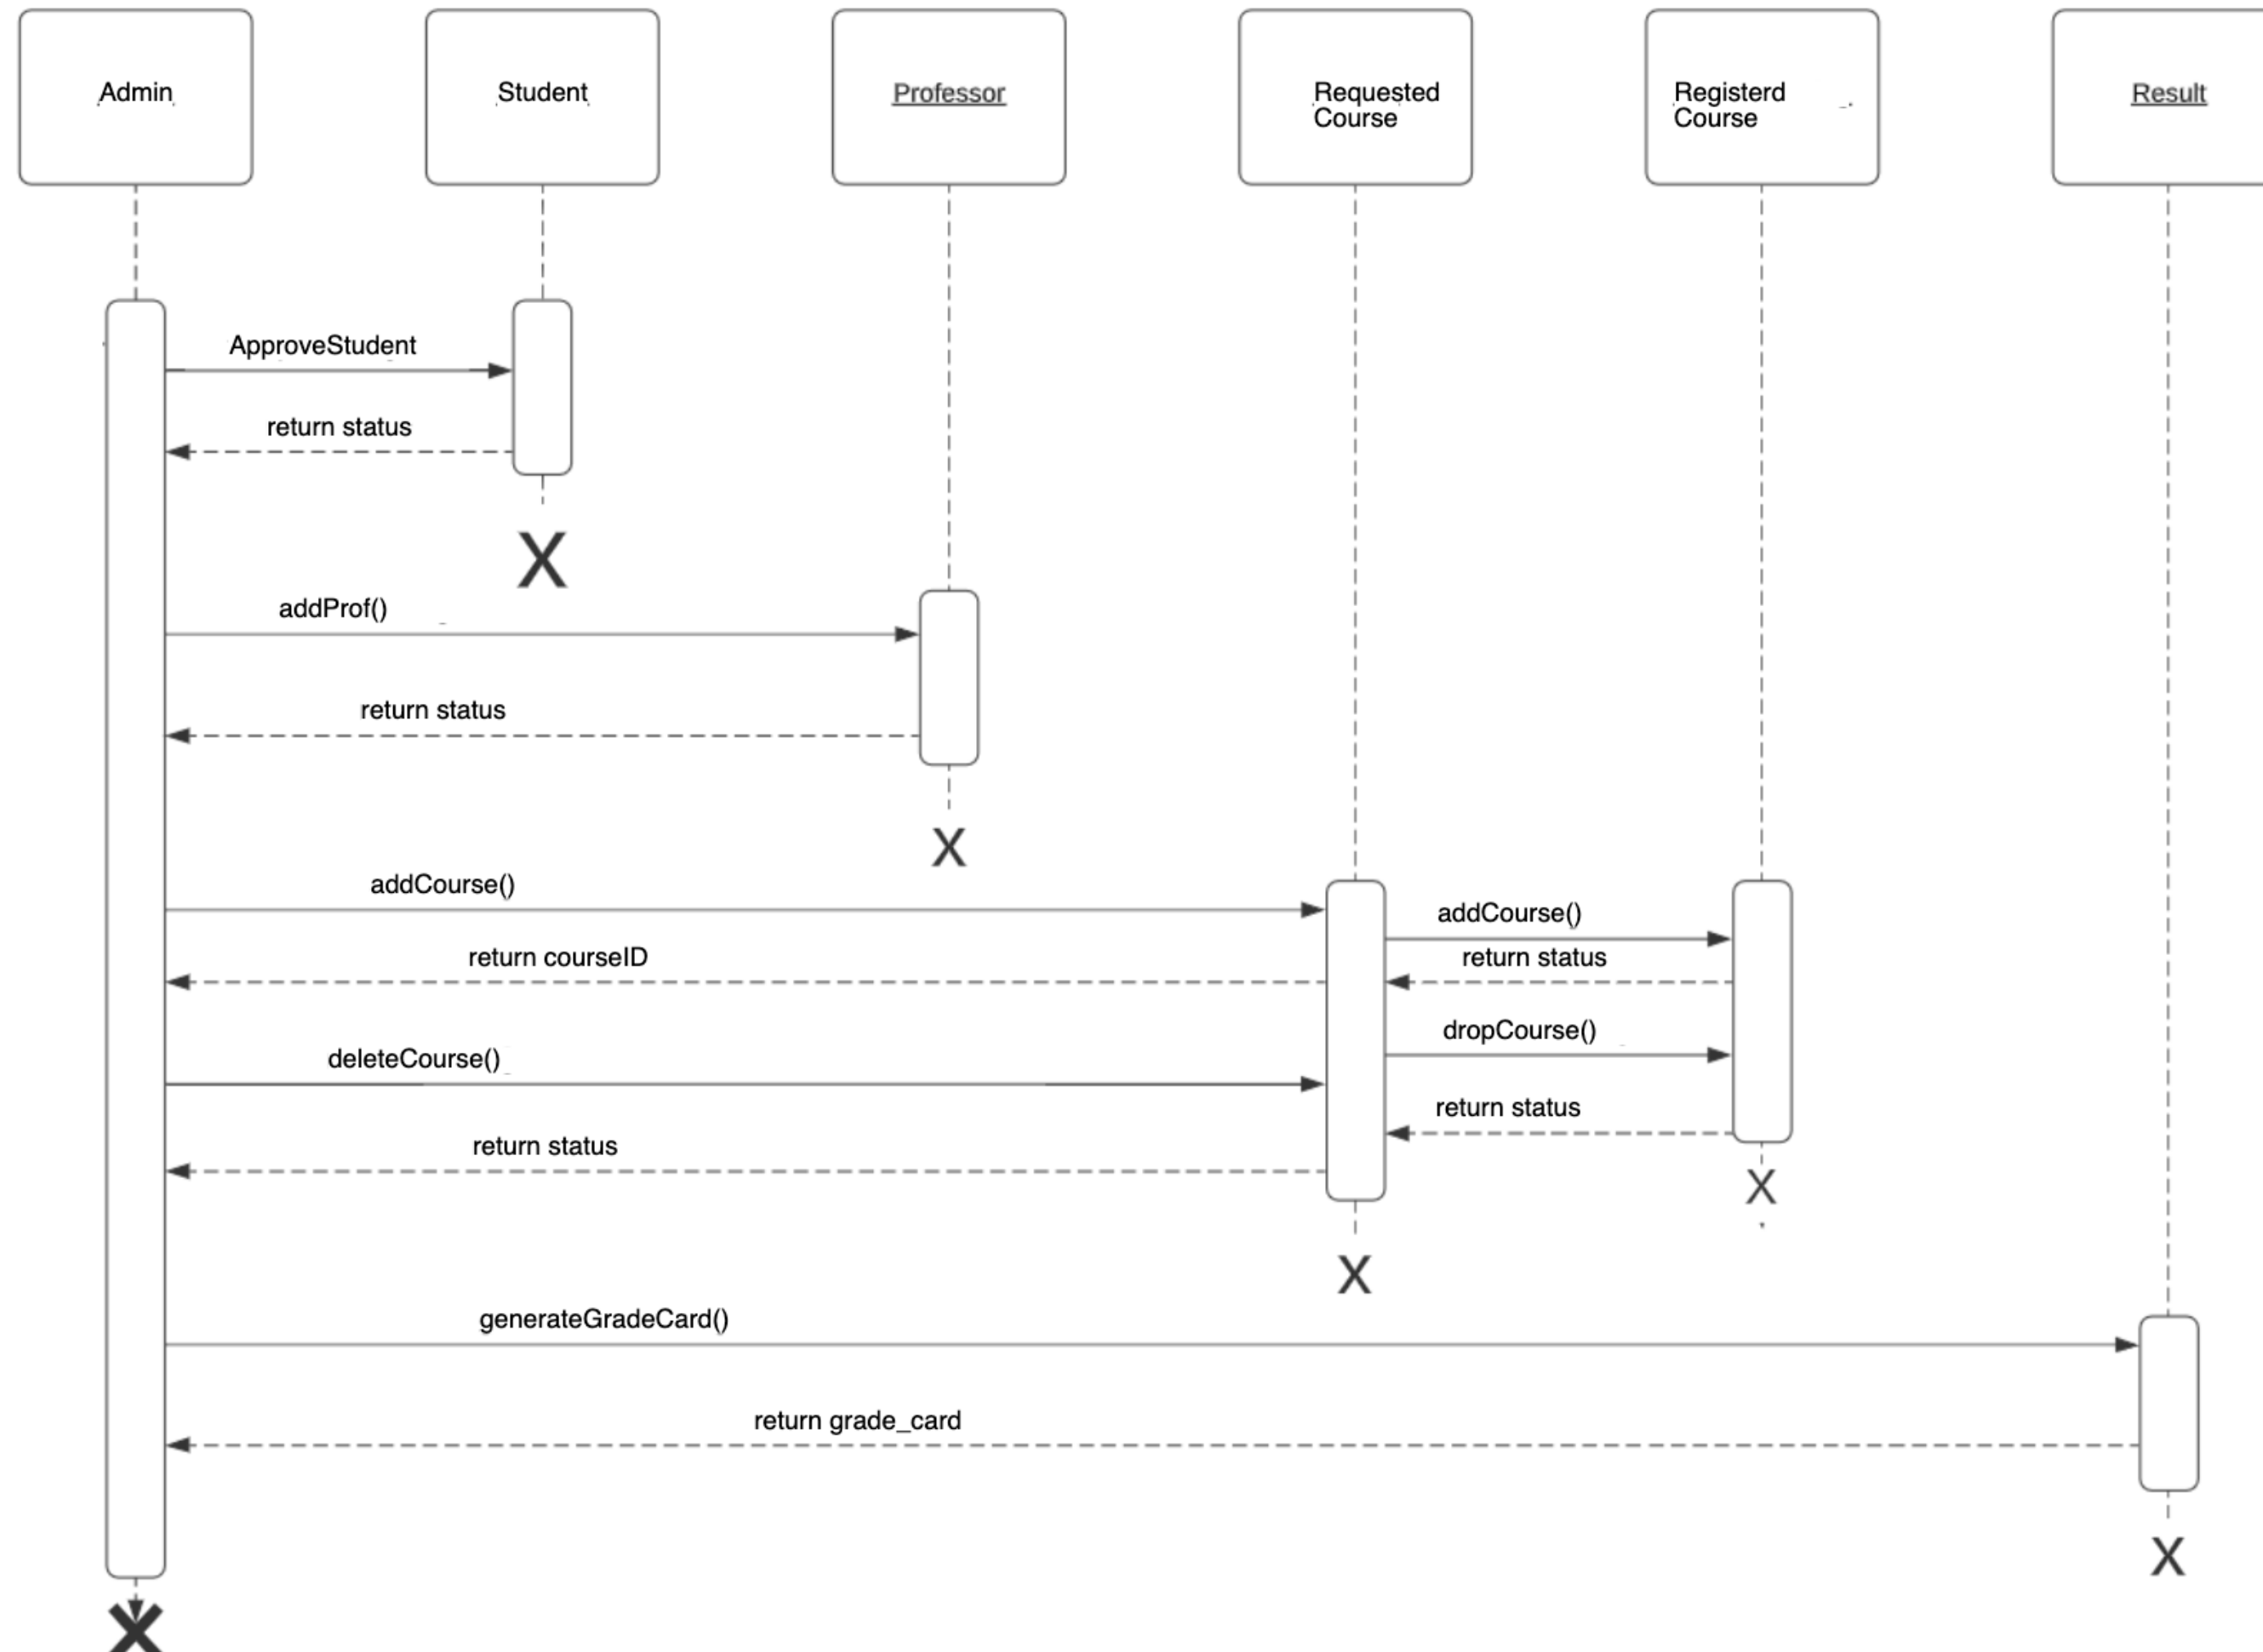 Admin
Student
Professor
Requested
Course
Registerd
Course
Result
ApproveStudent
return status
X
addProf()
return status
X
addCourse()
addCourse()
return courseID
return status
dropCourse()
deleteCourse()
return status
return status
X
X
generateGradeCard()
return grade_card
X
X